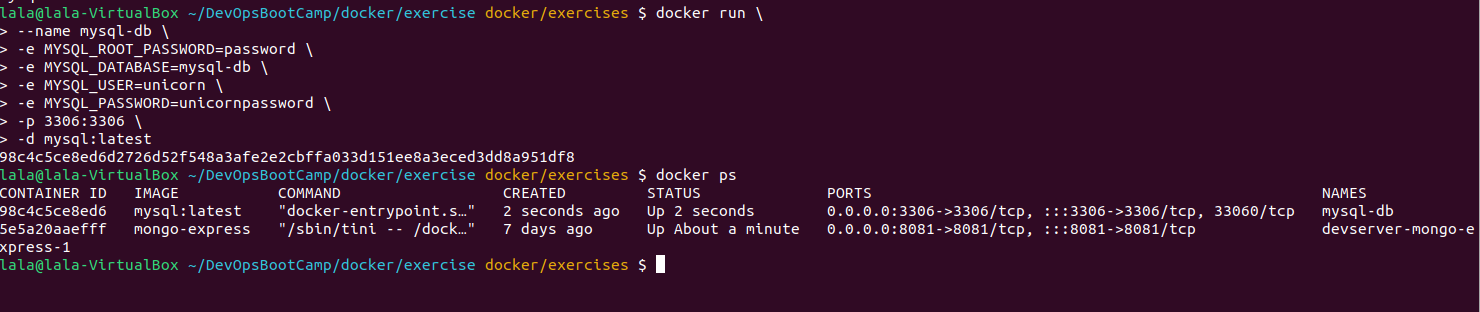 lala@lala-VirtualBox ~/DevOpsBootCamp/docker/exercise docker/exercises $ docker run \
> --name mysql-db \
> -e MYSQL_ROOT_PASSWORD=password \
> -e MYSQL_DATABASE=mysql-db \
> -e MYSQL_USER=unicorn \
> -e MYSQL_PASSWORD=unicornpassword \
> -p 3306:3306 \
> -d mysql:latest
98c4c5ce8ed6d2726d52f548a3afe2e2cbffa033d151ee8a3eced3dd8a951df8
lala@lala-VirtualBox ~/DevOpsBootCamp/docker/exercise docker/exercises $ docker ps
CONTAINER ID   IMAGE           COMMAND                  CREATED         STATUS              PORTS                                                  NAMES
98c4c5ce8ed6   mysql:latest    "docker-entrypoint.s…"   2 seconds ago   Up 2 seconds        0.0.0.0:3306->3306/tcp, :::3306->3306/tcp, 33060/tcp   mysql-db
5e5a20aaefff   mongo-express   "/sbin/tini -- /dock…"   7 days ago      Up About a minute   0.0.0.0:8081->8081/tcp, :::8081->8081/tcp              devserver-mongo-e
xpress-1
lala@lala-VirtualBox ~/DevOpsBootCamp/docker/exercise docker/exercises $